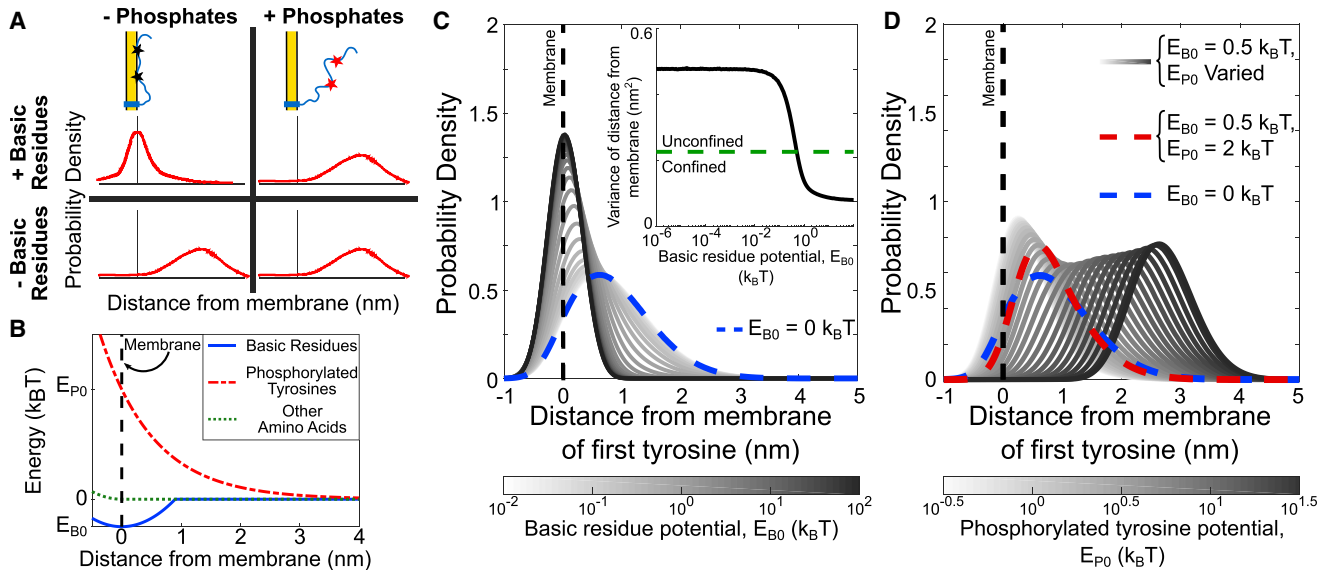 A
- Phosphates
+ Phosphates
+ Basic
Residues
- Basic
Residues
Probability Density
Distance from membrane (nm)
B
Energy (kBT)
EP0
0
EB0
Membrane
Basic Residues
Phosphorylated
Tyrosines
Other
Amino Acids
0 1 2 3 4
Distance from membrane (nm)
C
Probability Density
2
1.5
1
0.5
0
Membrane
Variance of distance from
membrane (nm2)
0.6
0
Unconfined
Confined
10-6 10-4 10-2 100
Basic residue potential, EB0
(kBT)
EB0 = 0 kBT
-1 0 1 2 3 4 5
Distance from membrane
of first tyrosine (nm)
10-2 10-1 100 101 102
Basic residue potential, EB0 (kBT)
D
Probability Density
2
1.5
1
0.5
0
Membrane
EB0 = 0.5 kBT,
EP0 Varied
EB0 = 0.5 kBT,
EP0 = 2 kBT
EB0 = 0 kBT
-1 0 1 2 3 4 5
Distance from membrane
of first tyrosine (nm)
10-0.5 100 100.5 101 101.5
Phosphorylated tyrosine potential,
EP0 (kBT)